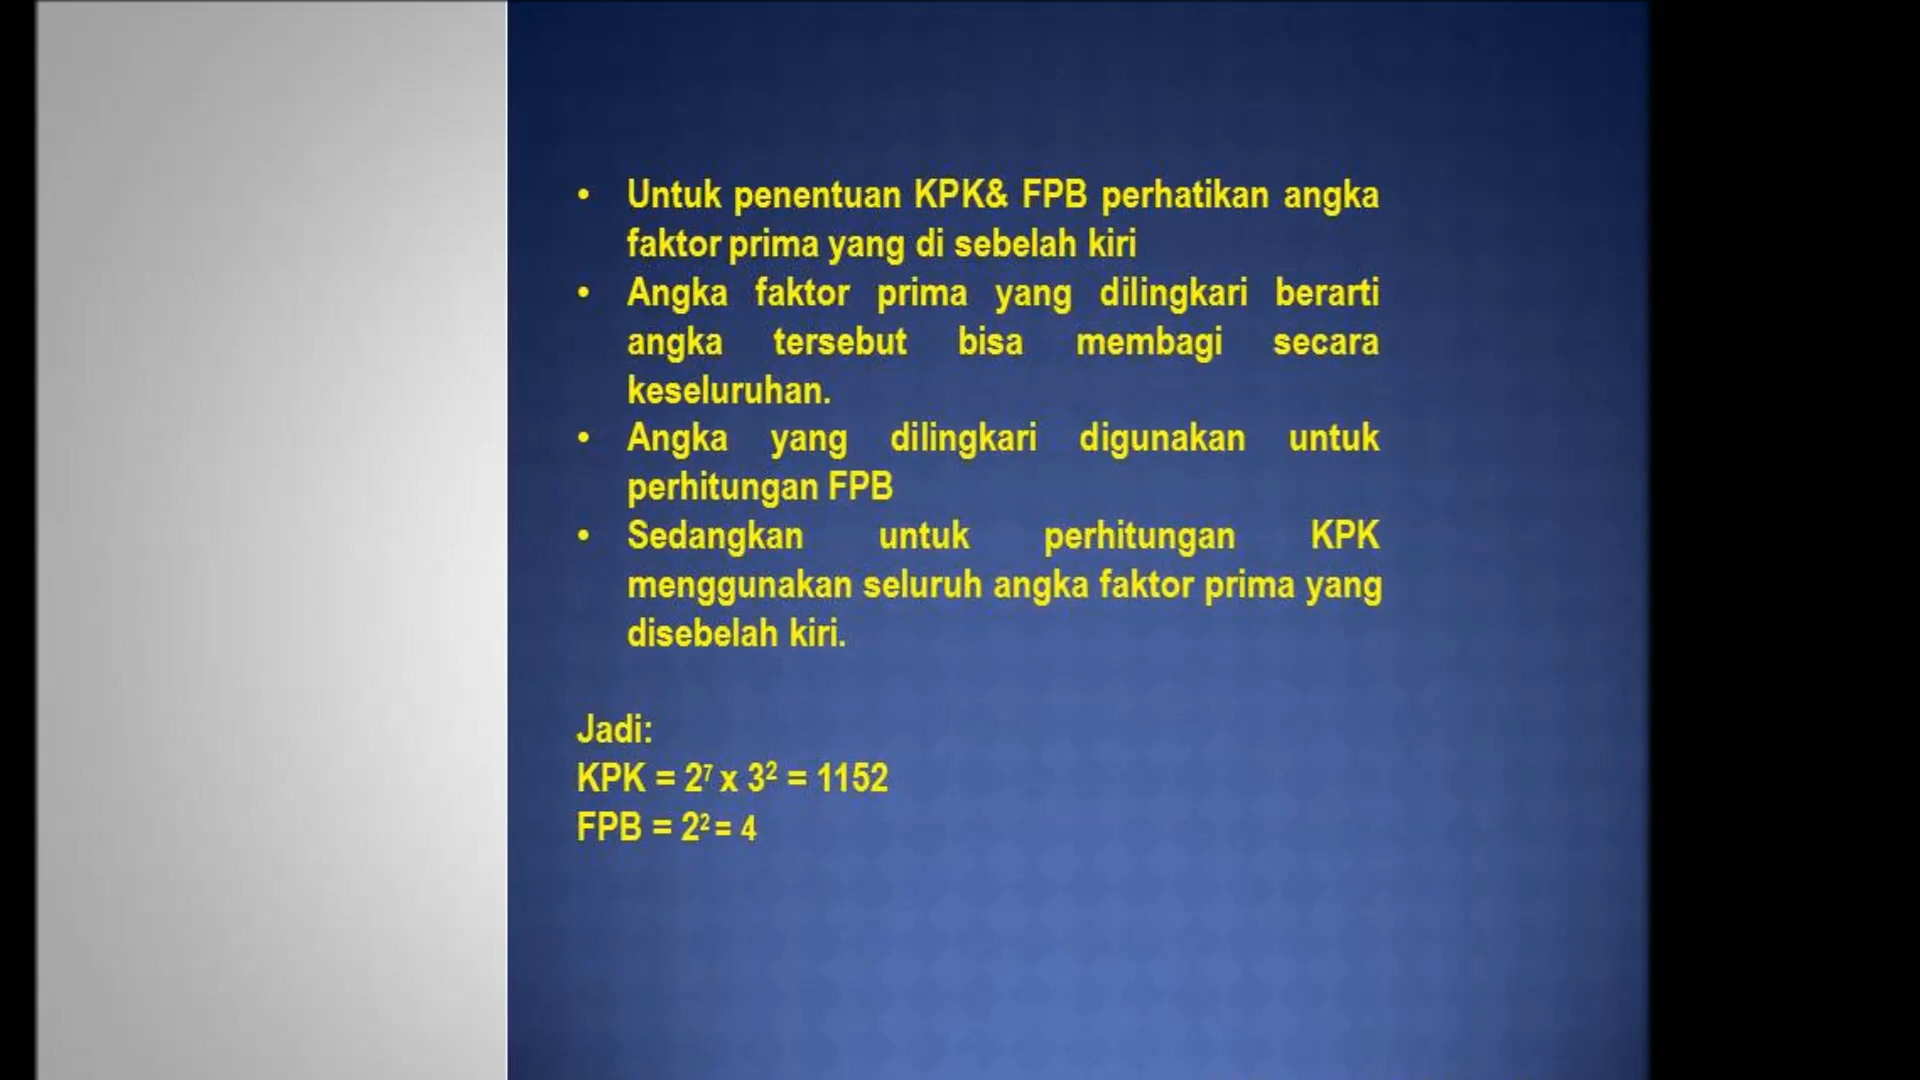 • Untuk penentuan KPK& FPB perhatikan angka
faktor prima yang di sebelah kiri
• Angka faktor prima yang dilingkari berarti
angka tersebut bisa membagi secara
keseluruhan.
• Angka yang dilingkari digunakan untuk
perhitungan FPB
• Sedangkan untuk perhitungan KPK
menggunakan seluruh angka faktor prima yang
disebelah kiri.
Jadi:
KPK = 2⁷ x 3² = 1152
FPB = 2² = 4